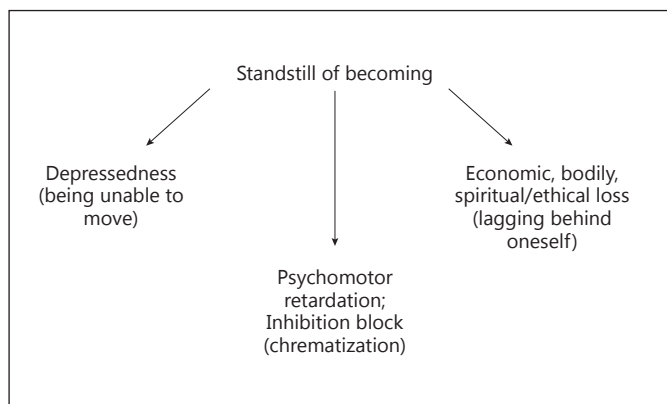 Standstill of becoming
Depressedness
(being unable to
move)
Economic, bodily,
spiritual/ethical loss
(lagging behind
oneself)
Psychomotor
retardation;
Inhibition block
(chrematization)